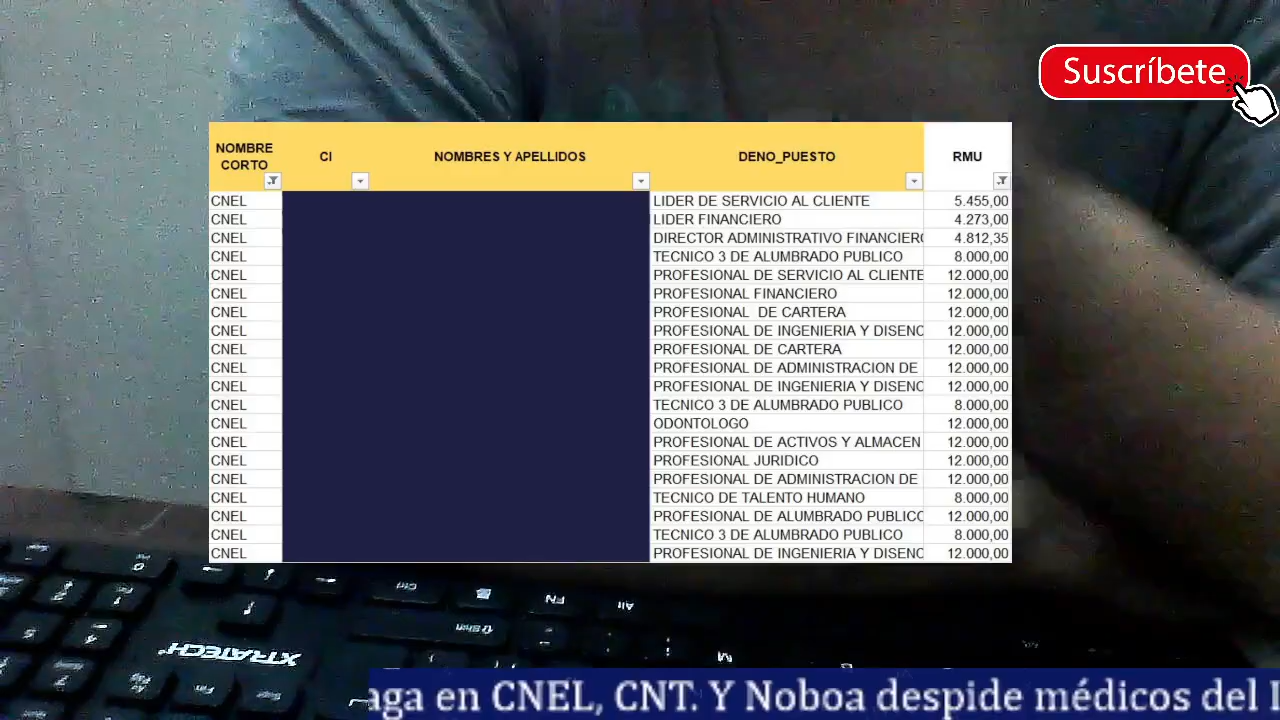 Suscríbete
NOMBRE CORTO CI NOMBRES Y APELLIDOS DENO_PUESTO RMU
CNEL LIDER DE SERVICIO AL CLIENTE 5.455,00
CNEL LIDER FINANCIERO 4.273,00
CNEL DIRECTOR ADMINISTRATIVO FINANCIERO 4.812,35
CNEL TECNICO 3 DE ALUMBRADO PUBLICO 8.000,00
CNEL PROFESIONAL DE SERVICIO AL CLIENTE 12.000,00
CNEL PROFESIONAL FINANCIERO 12.000,00
CNEL PROFESIONAL DE CARTERA 12.000,00
CNEL PROFESIONAL DE INGENIERIA Y DISENO 12.000,00
CNEL PROFESIONAL DE CARTERA 12.000,00
CNEL PROFESIONAL DE ADMINISTRACION DE 12.000,00
CNEL PROFESIONAL DE INGENIERIA Y DISENO 12.000,00
CNEL TECNICO 3 DE ALUMBRADO PUBLICO 8.000,00
CNEL ODONTOLOGO 12.000,00
CNEL PROFESIONAL DE ACTIVOS Y ALMACEN 12.000,00
CNEL PROFESIONAL JURIDICO 12.000,00
CNEL PROFESIONAL DE ADMINISTRACION DE 12.000,00
CNEL TECNICO DE TALENTO HUMANO 8.000,00
CNEL PROFESIONAL DE ALUMBRADO PUBLICO 12.000,00
CNEL TECNICO 3 DE ALUMBRADO PUBLICO 8.000,00
CNEL PROFESIONAL DE INGENIERIA Y DISENO 12.000,00
Ctrl FN Alt
Shift
XTRATECH
Fn Ctrl
aga en CNEL, CNT. Y Noboa despide médicos del